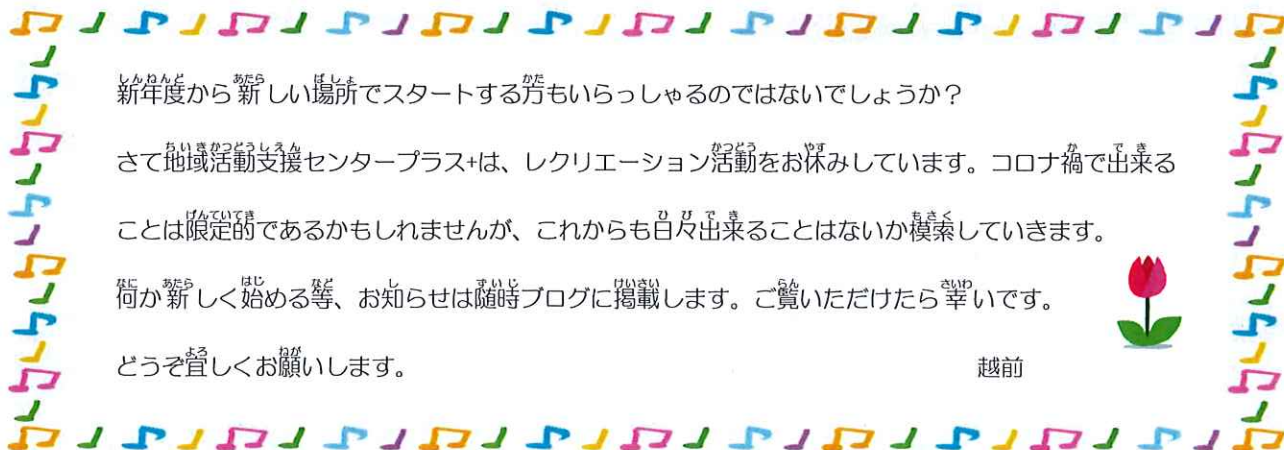 新年度から新しい場所でスタートする方もいらっしゃるのではないでしょうか？
さて地域活動支援センタープラス+は、レクリエーション活動をお休みしています。コロナ禍で出来る
ことは限定的であるかもしれませんが、これからも日々出来ることはないか模索していきます。
何か新しく始める等、お知らせは随時ブログに掲載します。ご覧いただけたら幸いです。
どうぞ宜しくお願いします。 越前